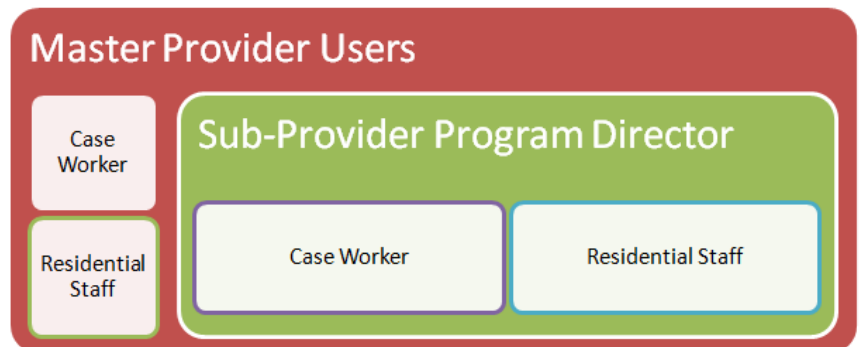 Master Provider Users
Case
Worker
Residential
Staff
Sub-Provider Program Director
Case Worker
Residential Staff